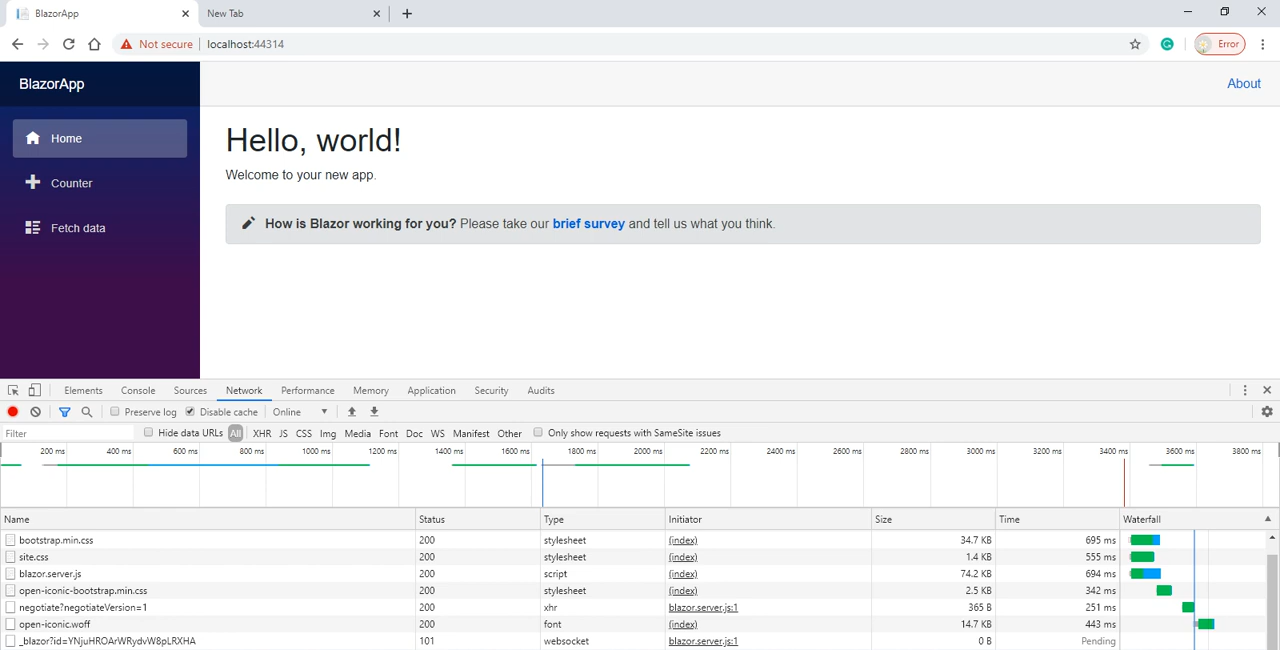 BlazorApp
New Tab
Not secure localhost:44314
Error
BlazorApp
About
Home
Counter
Fetch data
Hello, world!
Welcome to your new app.
How is Blazor working for you? Please take our brief survey and tell us what you think.
Elements Console Sources Network Performance Memory Application Security Audits
Preserve log Disable cache Online
Filter Hide data URLs All XHR JS CSS Img Media Font Doc WS Manifest Other Only show requests with SameSite issues
200 ms 400 ms 600 ms 800 ms 1000 ms 1200 ms 1400 ms 1600 ms 1800 ms 2000 ms 2200 ms 2400 ms 2600 ms 2800 ms 3000 ms 3200 ms 3400 ms 3600 ms 3800 ms
Name Status Type Initiator Size Time Waterfall
bootstrap.min.css 200 stylesheet (index) 34.7 KB 695 ms
site.css 200 stylesheet (index) 1.4 KB 555 ms
blazor.server.js 200 script (index) 74.2 KB 694 ms
open-iconic-bootstrap.min.css 200 stylesheet (index) 2.5 KB 342 ms
negotiate?negotiateVersion=1 200 xhr blazor.server.js:1 365 B 251 ms
open-iconic.woff 200 font (index) 14.7 KB 443 ms
_blazor?id=YNjuHROArWRydvW8pLRXHA 101 websocket blazor.server.js:1 0 B Pending